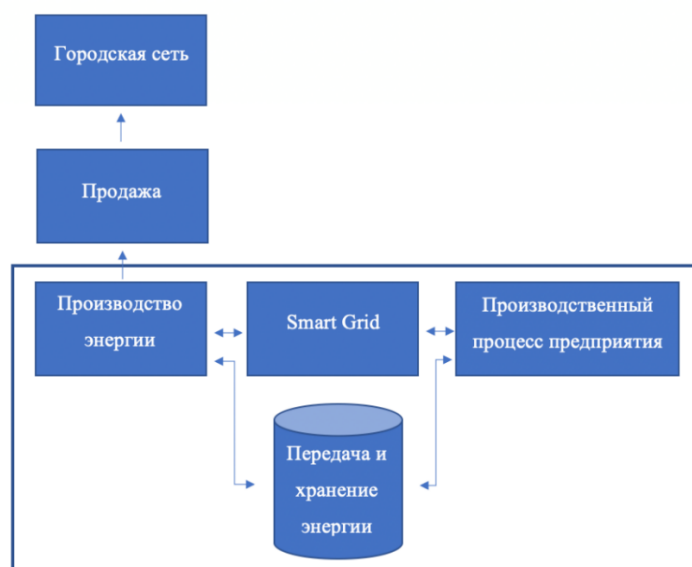 Городская сеть
Продажа
Производство
энергии
Smart Grid
Производственный
процесс предприятия
Передача и
хранение
энергии